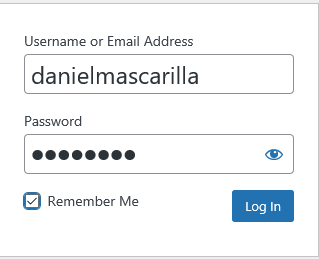 Username or Email Address
danielmascarilla
Password
●●●●●●●●
Remember Me
Log In